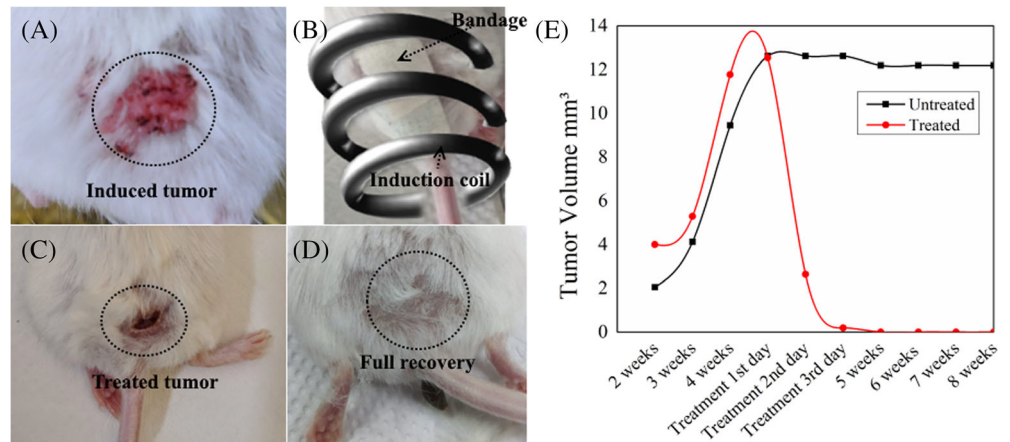 (A)
Induced tumor
(B)
Bandage
Induction coil
(C)
Treated tumor
(D)
Full recovery
(E)
Tumor Volume mm³
14
12
10
8
6
4
2
0
Untreated
Treated
2 weeks
3 weeks
4 weeks
Treatment 1st day
Treatment 2nd day
Treatment 3rd day
5 weeks
6 weeks
7 weeks
8 weeks